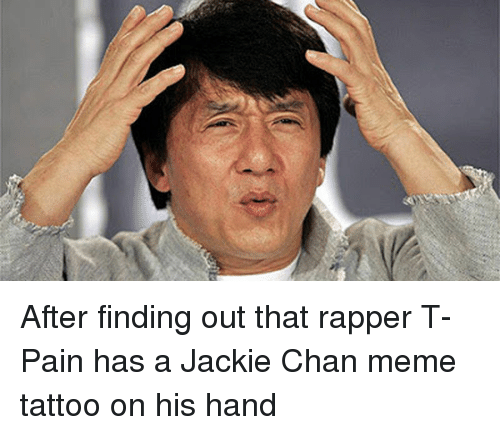 After finding out that rapper T-
Pain has a Jackie Chan meme
tattoo on his hand